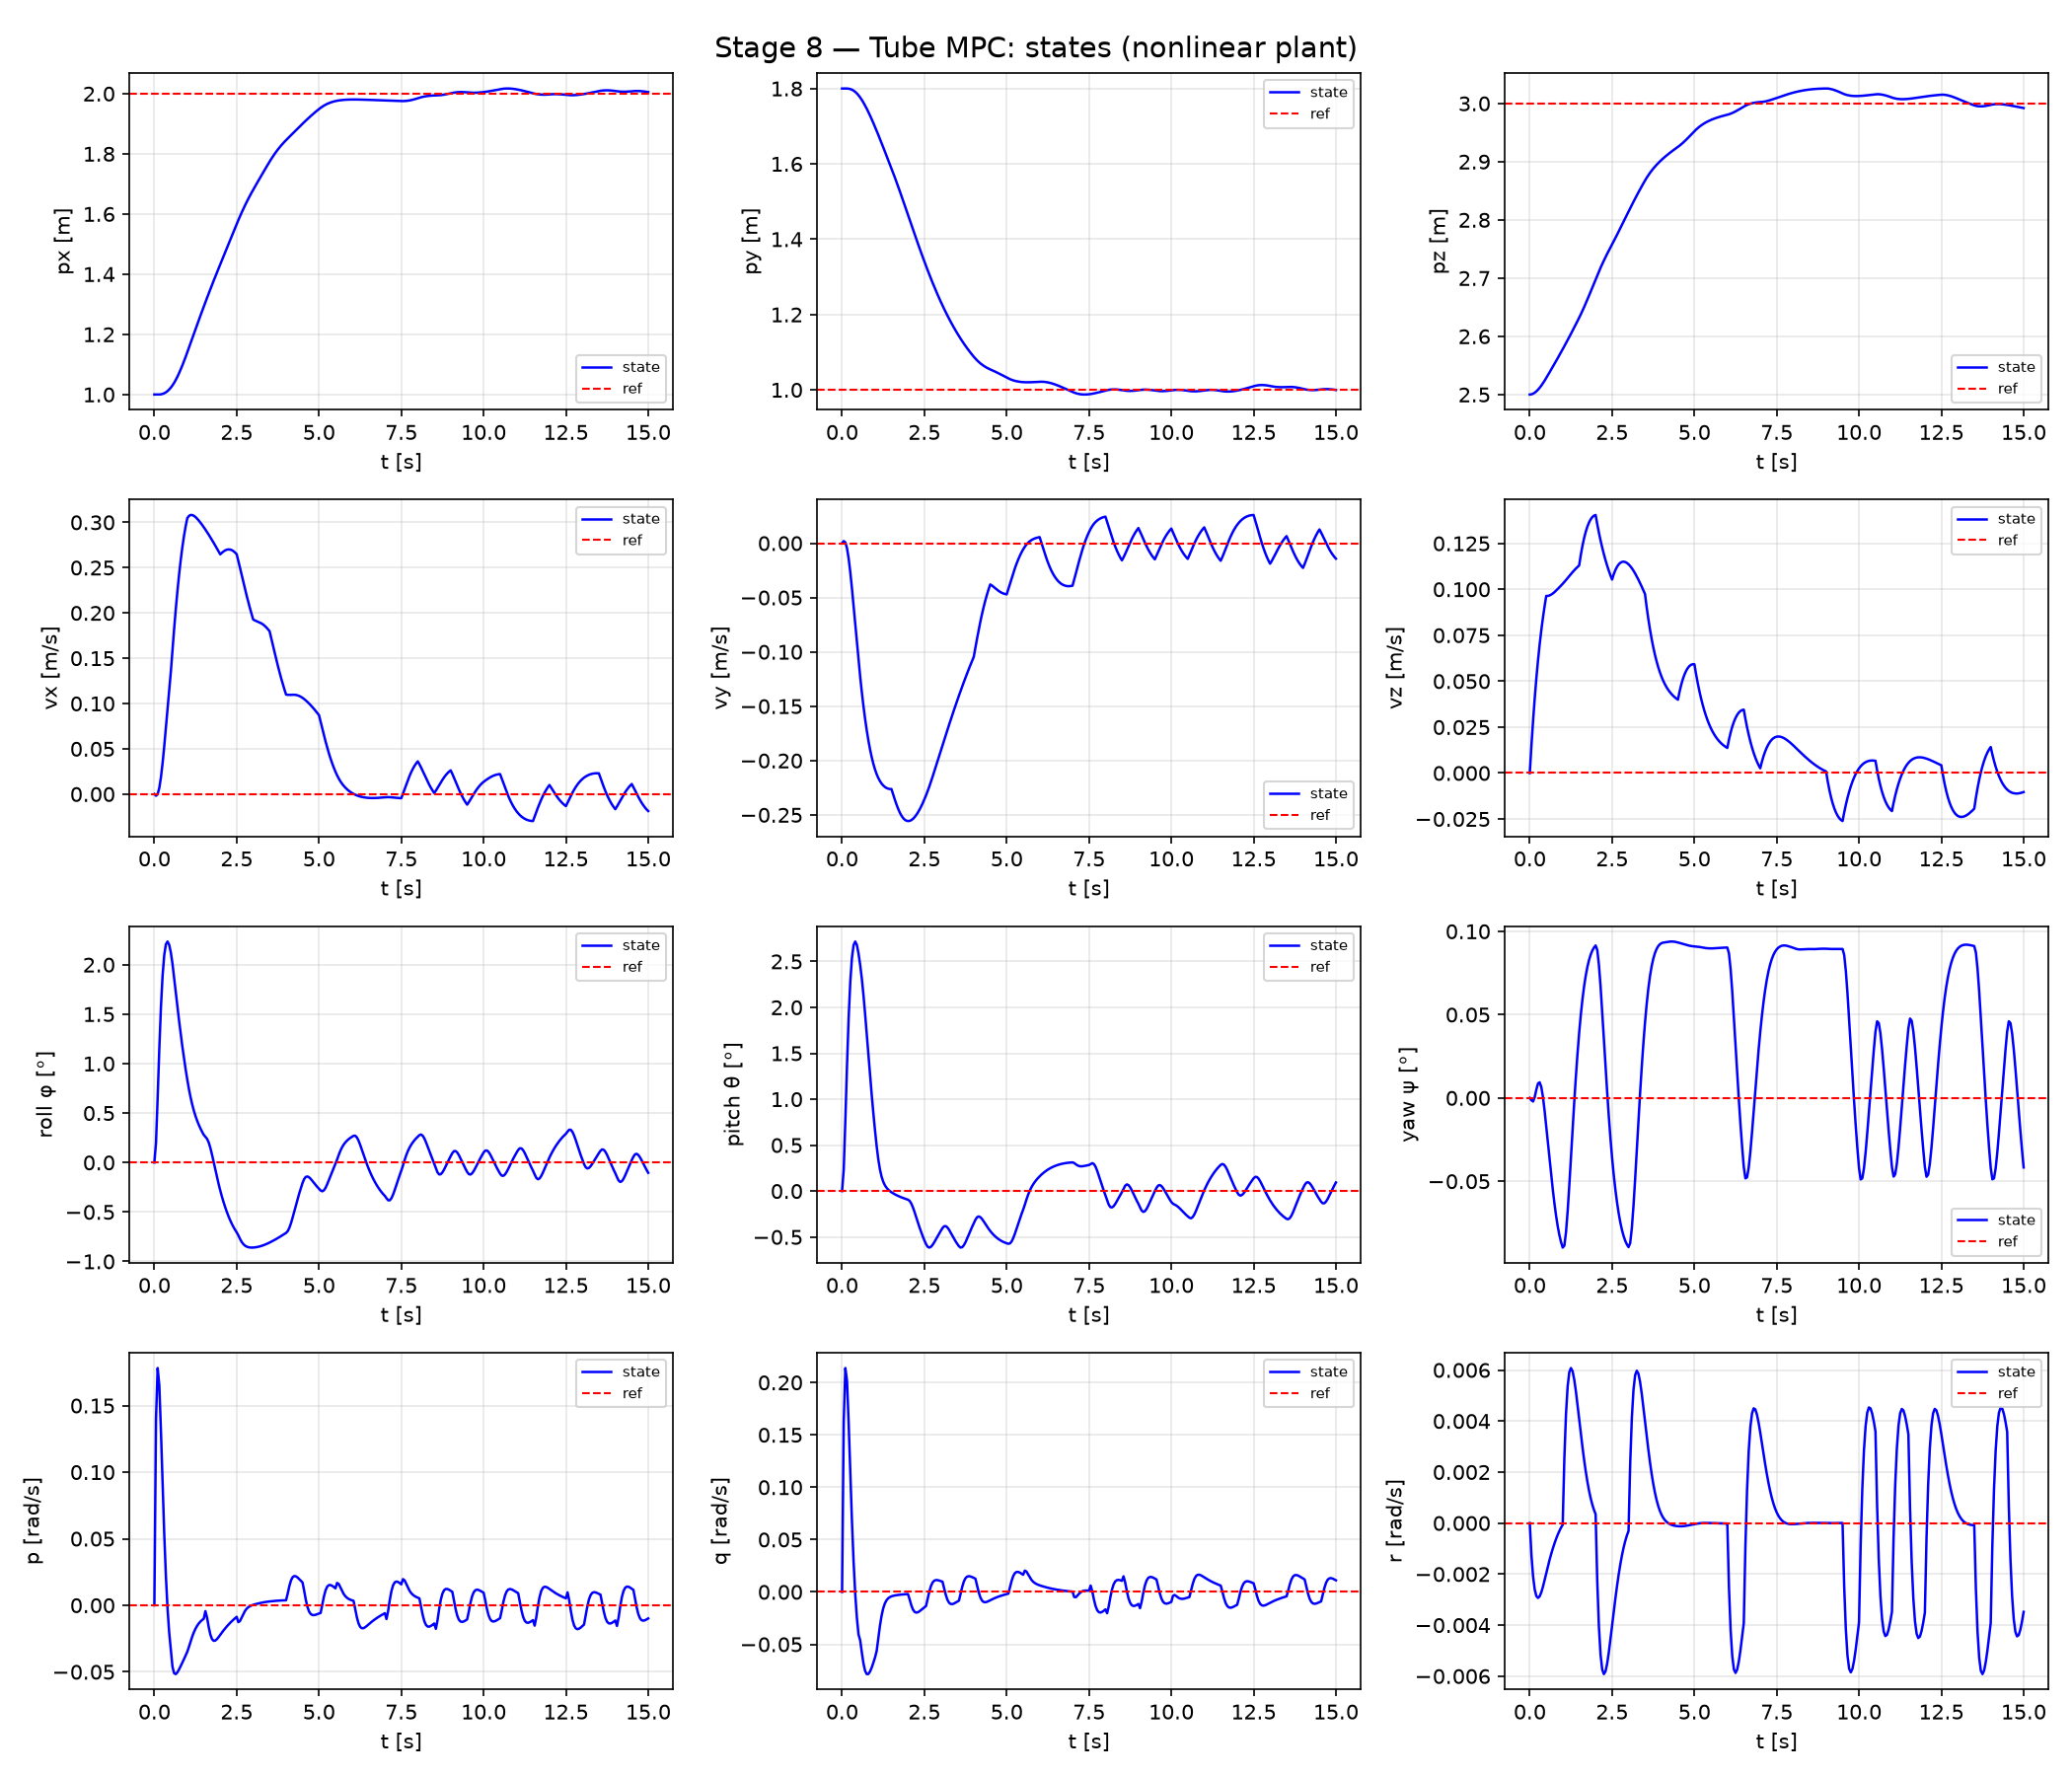 Stage 8 — Tube MPC: states (nonlinear plant)
px [m]
2.0
1.8
1.6
1.4
1.2
1.0
state
ref
0.0 2.5 5.0 7.5 10.0 12.5 15.0
t [s]
py [m]
1.8
1.6
1.4
1.2
1.0
state
ref
0.0 2.5 5.0 7.5 10.0 12.5 15.0
t [s]
pz [m]
3.0
2.9
2.8
2.7
2.6
2.5
state
ref
0.0 2.5 5.0 7.5 10.0 12.5 15.0
t [s]
vx [m/s]
0.30
0.25
0.20
0.15
0.10
0.05
0.00
state
ref
0.0 2.5 5.0 7.5 10.0 12.5 15.0
t [s]
vy [m/s]
0.00
−0.05
−0.10
−0.15
−0.20
−0.25
state
ref
0.0 2.5 5.0 7.5 10.0 12.5 15.0
t [s]
vz [m/s]
0.125
0.100
0.075
0.050
0.025
0.000
−0.025
state
ref
0.0 2.5 5.0 7.5 10.0 12.5 15.0
t [s]
roll φ [°]
2.0
1.5
1.0
0.5
0.0
−0.5
−1.0
state
ref
0.0 2.5 5.0 7.5 10.0 12.5 15.0
t [s]
pitch θ [°]
2.5
2.0
1.5
1.0
0.5
0.0
−0.5
state
ref
0.0 2.5 5.0 7.5 10.0 12.5 15.0
t [s]
yaw ψ [°]
0.10
0.05
0.00
−0.05
state
ref
0.0 2.5 5.0 7.5 10.0 12.5 15.0
t [s]
p [rad/s]
0.15
0.10
0.05
0.00
−0.05
state
ref
0.0 2.5 5.0 7.5 10.0 12.5 15.0
t [s]
q [rad/s]
0.20
0.15
0.10
0.05
0.00
−0.05
state
ref
0.0 2.5 5.0 7.5 10.0 12.5 15.0
t [s]
r [rad/s]
0.006
0.004
0.002
0.000
−0.002
−0.004
−0.006
state
ref
0.0 2.5 5.0 7.5 10.0 12.5 15.0
t [s]